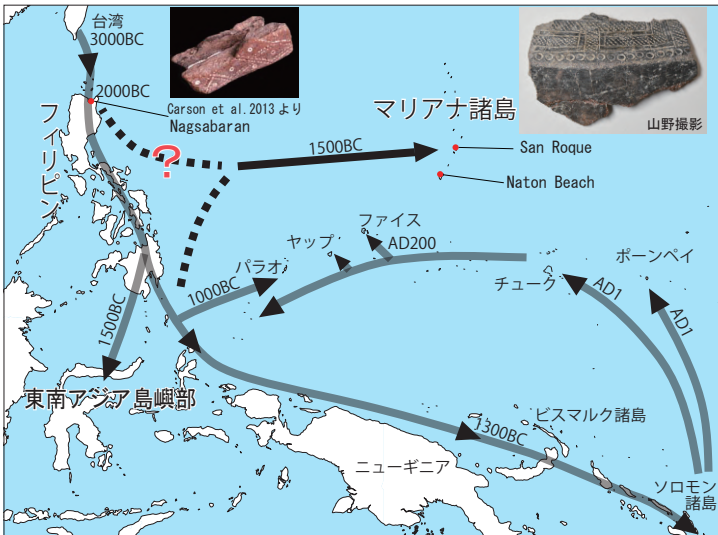 台湾
3000BC
2000BC
Carson et al.2013 より
Nagsabaran
フィリピン
?
マリアナ諸島
山野撮影
1500BC
San Roque
Naton Beach
ファイス
ヤップ
AD200
パラオ
1000BC
チューク
ポーンペイ
AD1
AD1
1500BC
東南アジア島嶼部
1300BC
ビスマルク諸島
ニューギニア
ソロモン
諸島